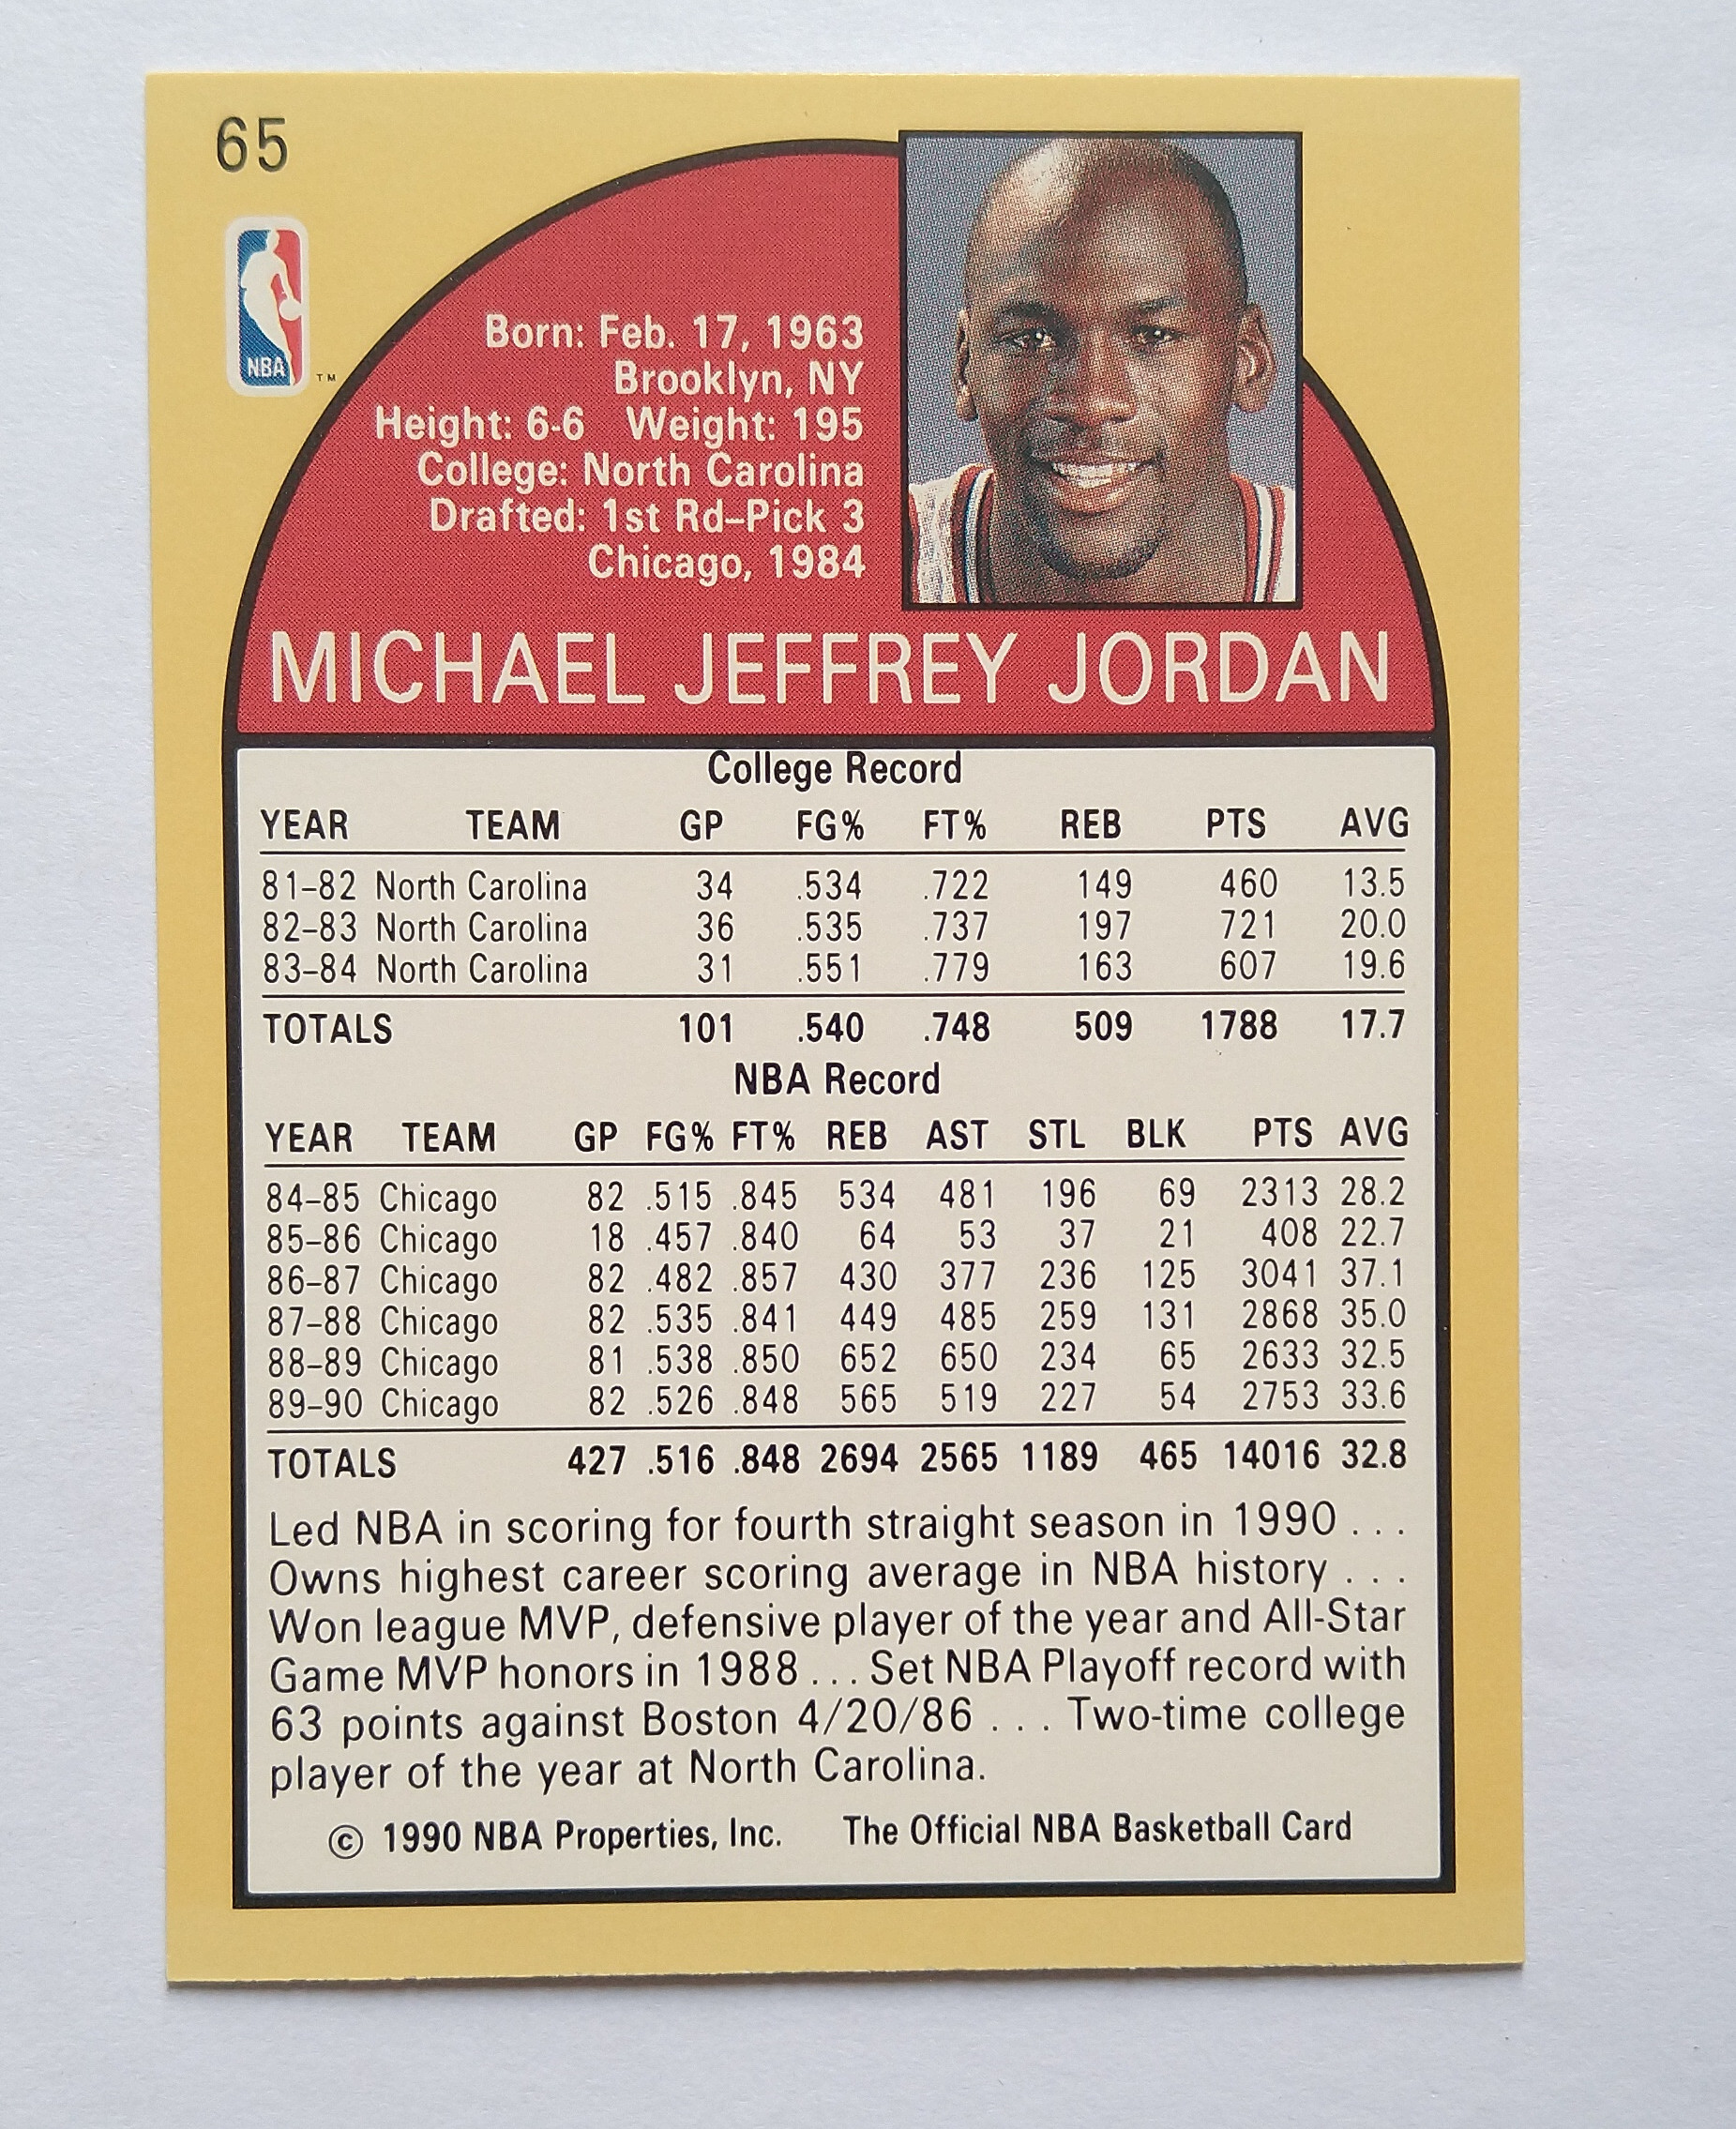 65
NBA
TM
Born: Feb. 17, 1963
Brooklyn, NY
Height: 6-6 Weight: 195
College: North Carolina
Drafted: 1st Rd–Pick 3
Chicago, 1984
MICHAEL JEFFREY JORDAN
College Record
YEAR TEAM GP FG% FT% REB PTS AVG
81–82 North Carolina 34 .534 .722 149 460 13.5
82–83 North Carolina 36 .535 .737 197 721 20.0
83–84 North Carolina 31 .551 .779 163 607 19.6
TOTALS 101 .540 .748 509 1788 17.7
NBA Record
YEAR TEAM GP FG% FT% REB AST STL BLK PTS AVG
84–85 Chicago 82 .515 .845 534 481 196 69 2313 28.2
85–86 Chicago 18 .457 .840 64 53 37 21 408 22.7
86–87 Chicago 82 .482 .857 430 377 236 125 3041 37.1
87–88 Chicago 82 .535 .841 449 485 259 131 2868 35.0
88–89 Chicago 81 .538 .850 652 650 234 65 2633 32.5
89–90 Chicago 82 .526 .848 565 519 227 54 2753 33.6
TOTALS 427 .516 .848 2694 2565 1189 465 14016 32.8
Led NBA in scoring for fourth straight season in 1990 . . .
Owns highest career scoring average in NBA history . . .
Won league MVP, defensive player of the year and All-Star
Game MVP honors in 1988 . . . Set NBA Playoff record with
63 points against Boston 4/20/86 . . . Two-time college
player of the year at North Carolina.
© 1990 NBA Properties, Inc. The Official NBA Basketball Card